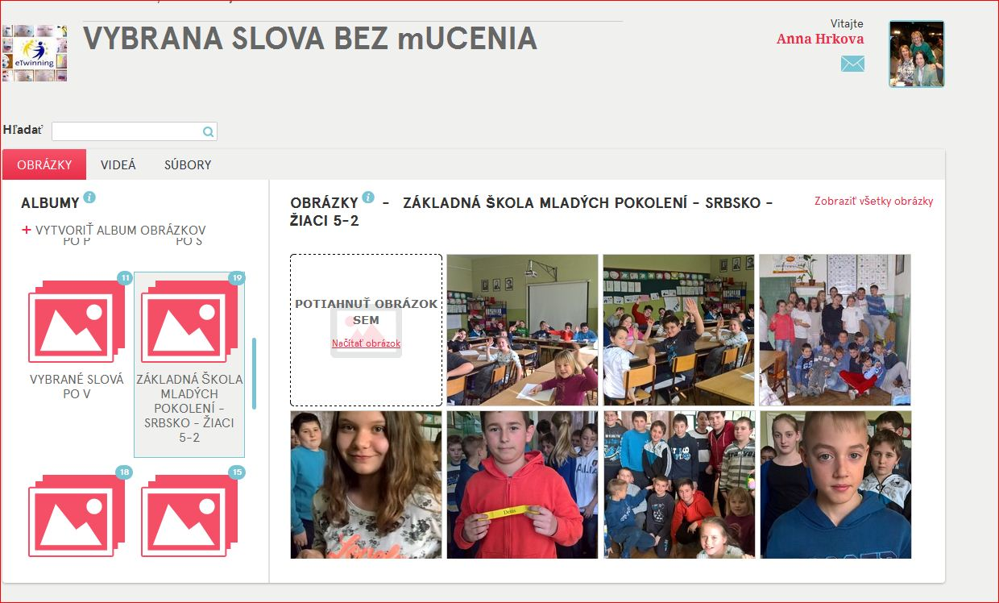 VYBRANA SLOVA BEZ mUCENIA
eTwinning
Vitajte
Anna Hrkova
Hľadať
OBRÁZKY
VIDEÁ
SÚBORY
ALBUMY i
+ VYTVORIŤ ALBUM OBRÁZKOV
PO P
PO S
11
VYBRANÉ SLOVÁ
PO V
19
ZÁKLADNÁ ŠKOLA
MLADÝCH
POKOLENÍ -
SRBSKO - ŽIACI
5-2
18
15
OBRÁZKY i - ZÁKLADNÁ ŠKOLA MLADÝCH POKOLENÍ - SRBSKO -
ŽIACI 5-2
Zobraziť všetky obrázky
POTIAHNUŤ OBRÁZOK
SEM
Načítať obrázok
Denis